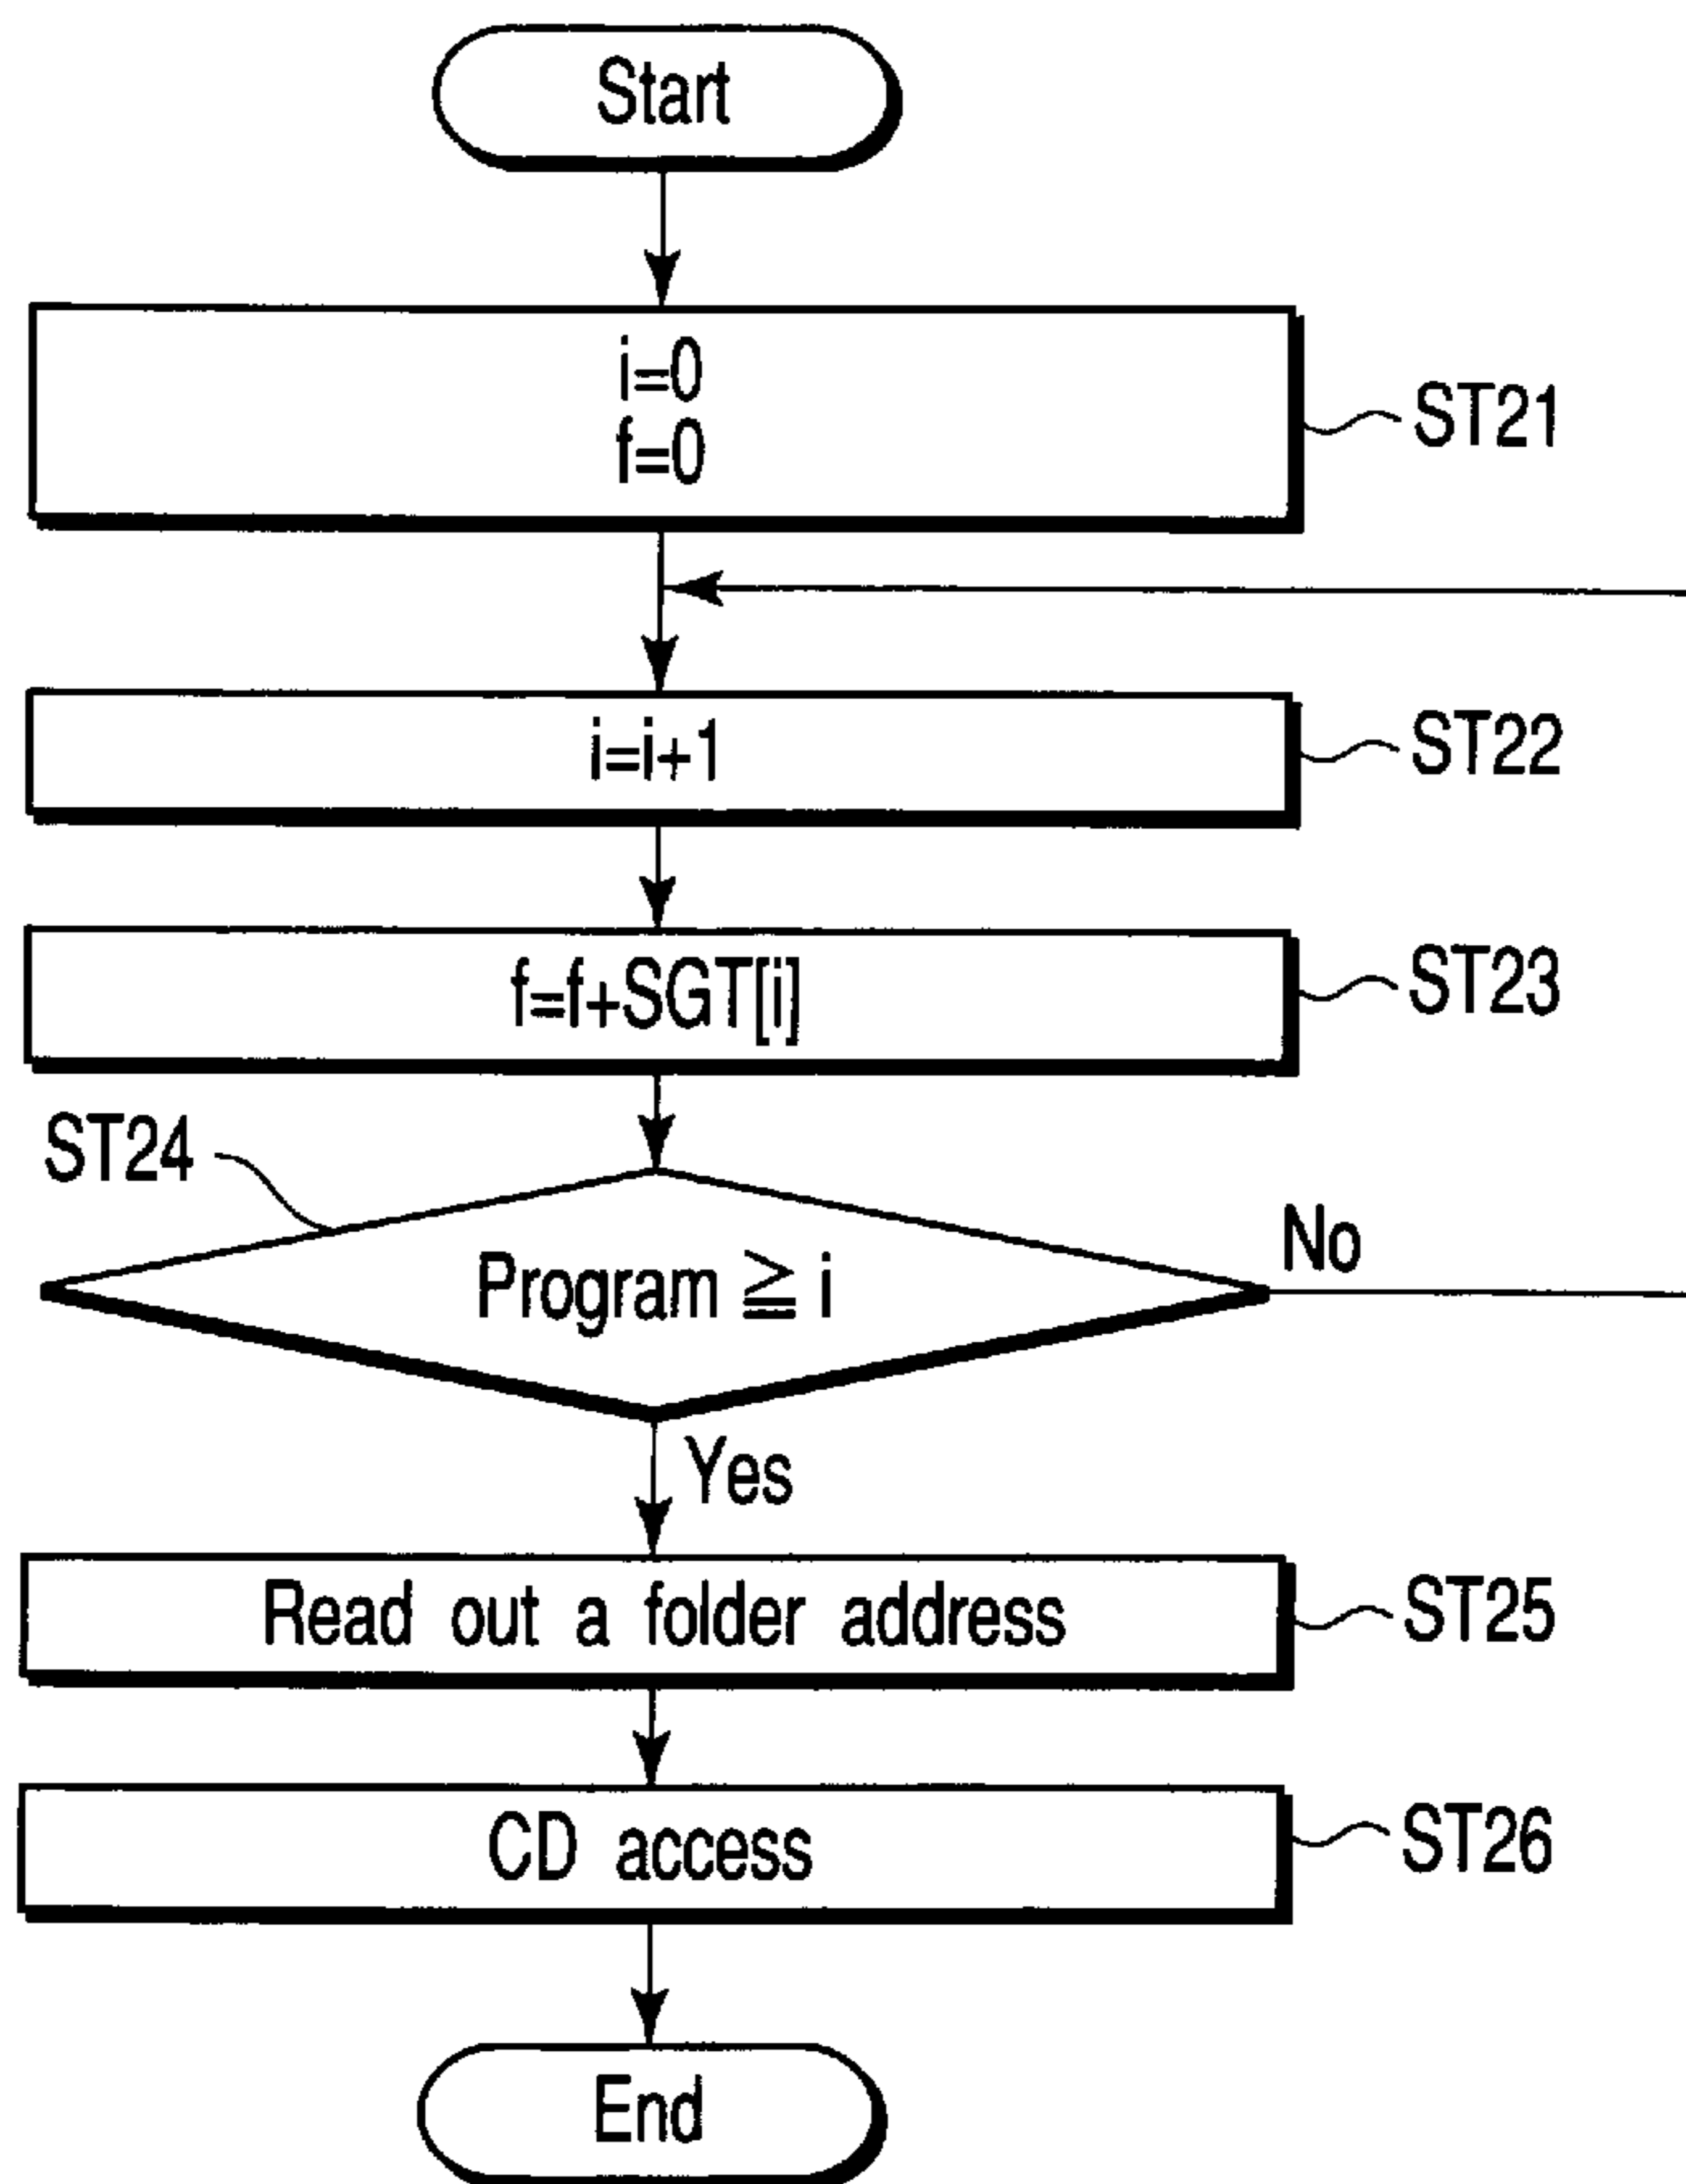 Start
i=0
f=0
ST21
i=i+1
ST22
f=f+SGT[i]
ST23
ST24
Program ≧ i
No
Yes
Read out a folder address
ST25
CD access
ST26
End